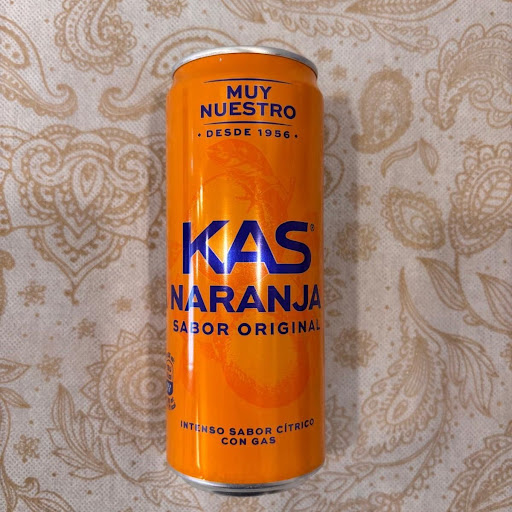 MUY
NUESTRO
• DESDE 1956 •
KAS®
NARANJA
SABOR ORIGINAL
INTENSO SABOR CÍTRICO
CON GAS